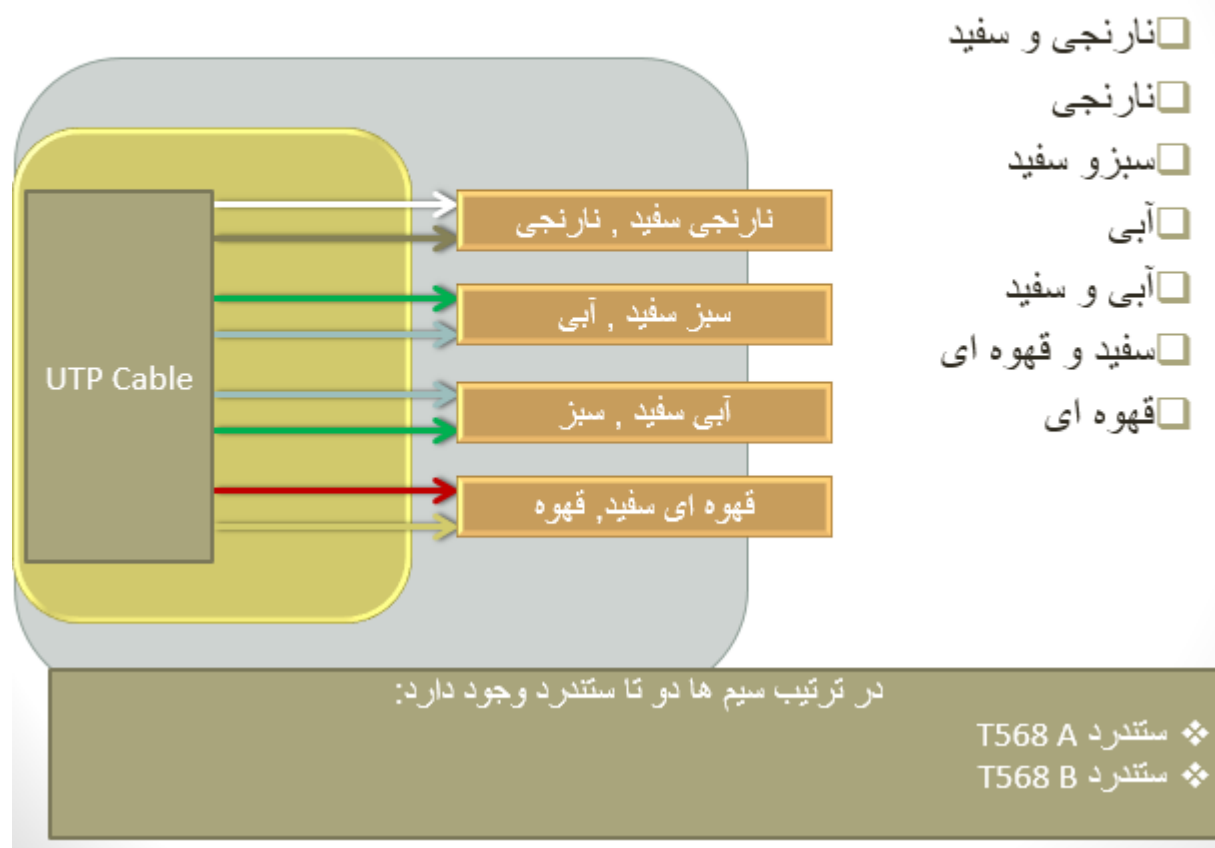 نارنجی و سفید
نارنجی
سبزو سفید
آبی
آبی و سفید
سفید و قهوه ای
قهوه ای
UTP Cable
نارنجی سفید , نارنجی
سبز سفید , آبی
آبی سفید , سبز
قهوه ای سفید, قهوه
در ترتیب سیم ها دو تا ستندرد وجود دارد:
ستندرد T568 A
ستندرد T568 B